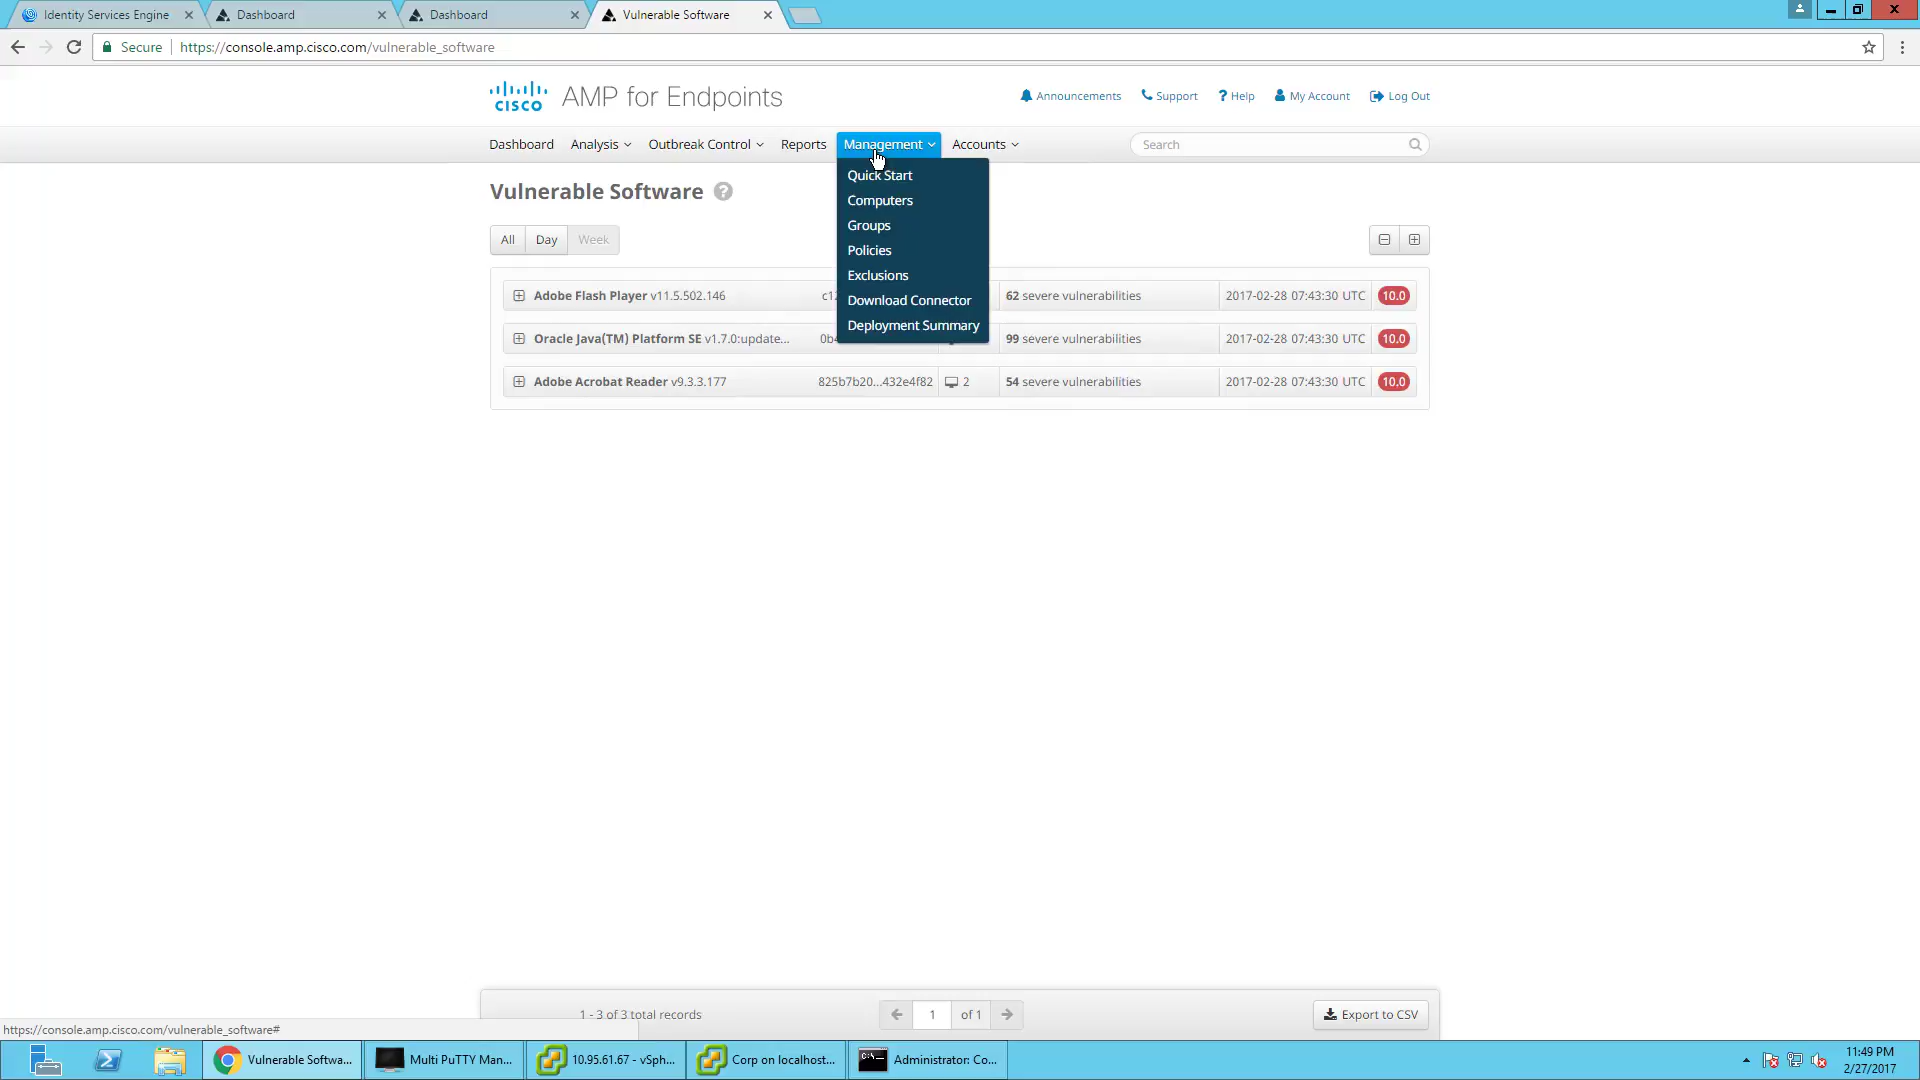 Identity Services Engine
Dashboard
Dashboard
Vulnerable Software
Secure
https://console.amp.cisco.com/vulnerable_software
cisco
AMP for Endpoints
Announcements
Support
? Help
My Account
Log Out
Dashboard
Analysis
Outbreak Control
Reports
Management
Accounts
Search
Quick Start
Computers
Groups
Policies
Exclusions
Download Connector
Deployment Summary
Vulnerable Software ?
All
Day
Week
Adobe Flash Player v11.5.502.146
62 severe vulnerabilities
2017-02-28 07:43:30 UTC
10.0
Oracle Java(TM) Platform SE v1.7.0:update...
99 severe vulnerabilities
2017-02-28 07:43:30 UTC
10.0
Adobe Acrobat Reader v9.3.3.177
825b7b20...432e4f82
2
54 severe vulnerabilities
2017-02-28 07:43:30 UTC
10.0
1 - 3 of 3 total records
1
of 1
Export to CSV
https://console.amp.cisco.com/vulnerable_software#
Vulnerable Softwa...
Multi PuTTY Man...
10.95.61.67 - vSph...
Corp on localhost...
Administrator: Co...
11:49 PM
2/27/2017